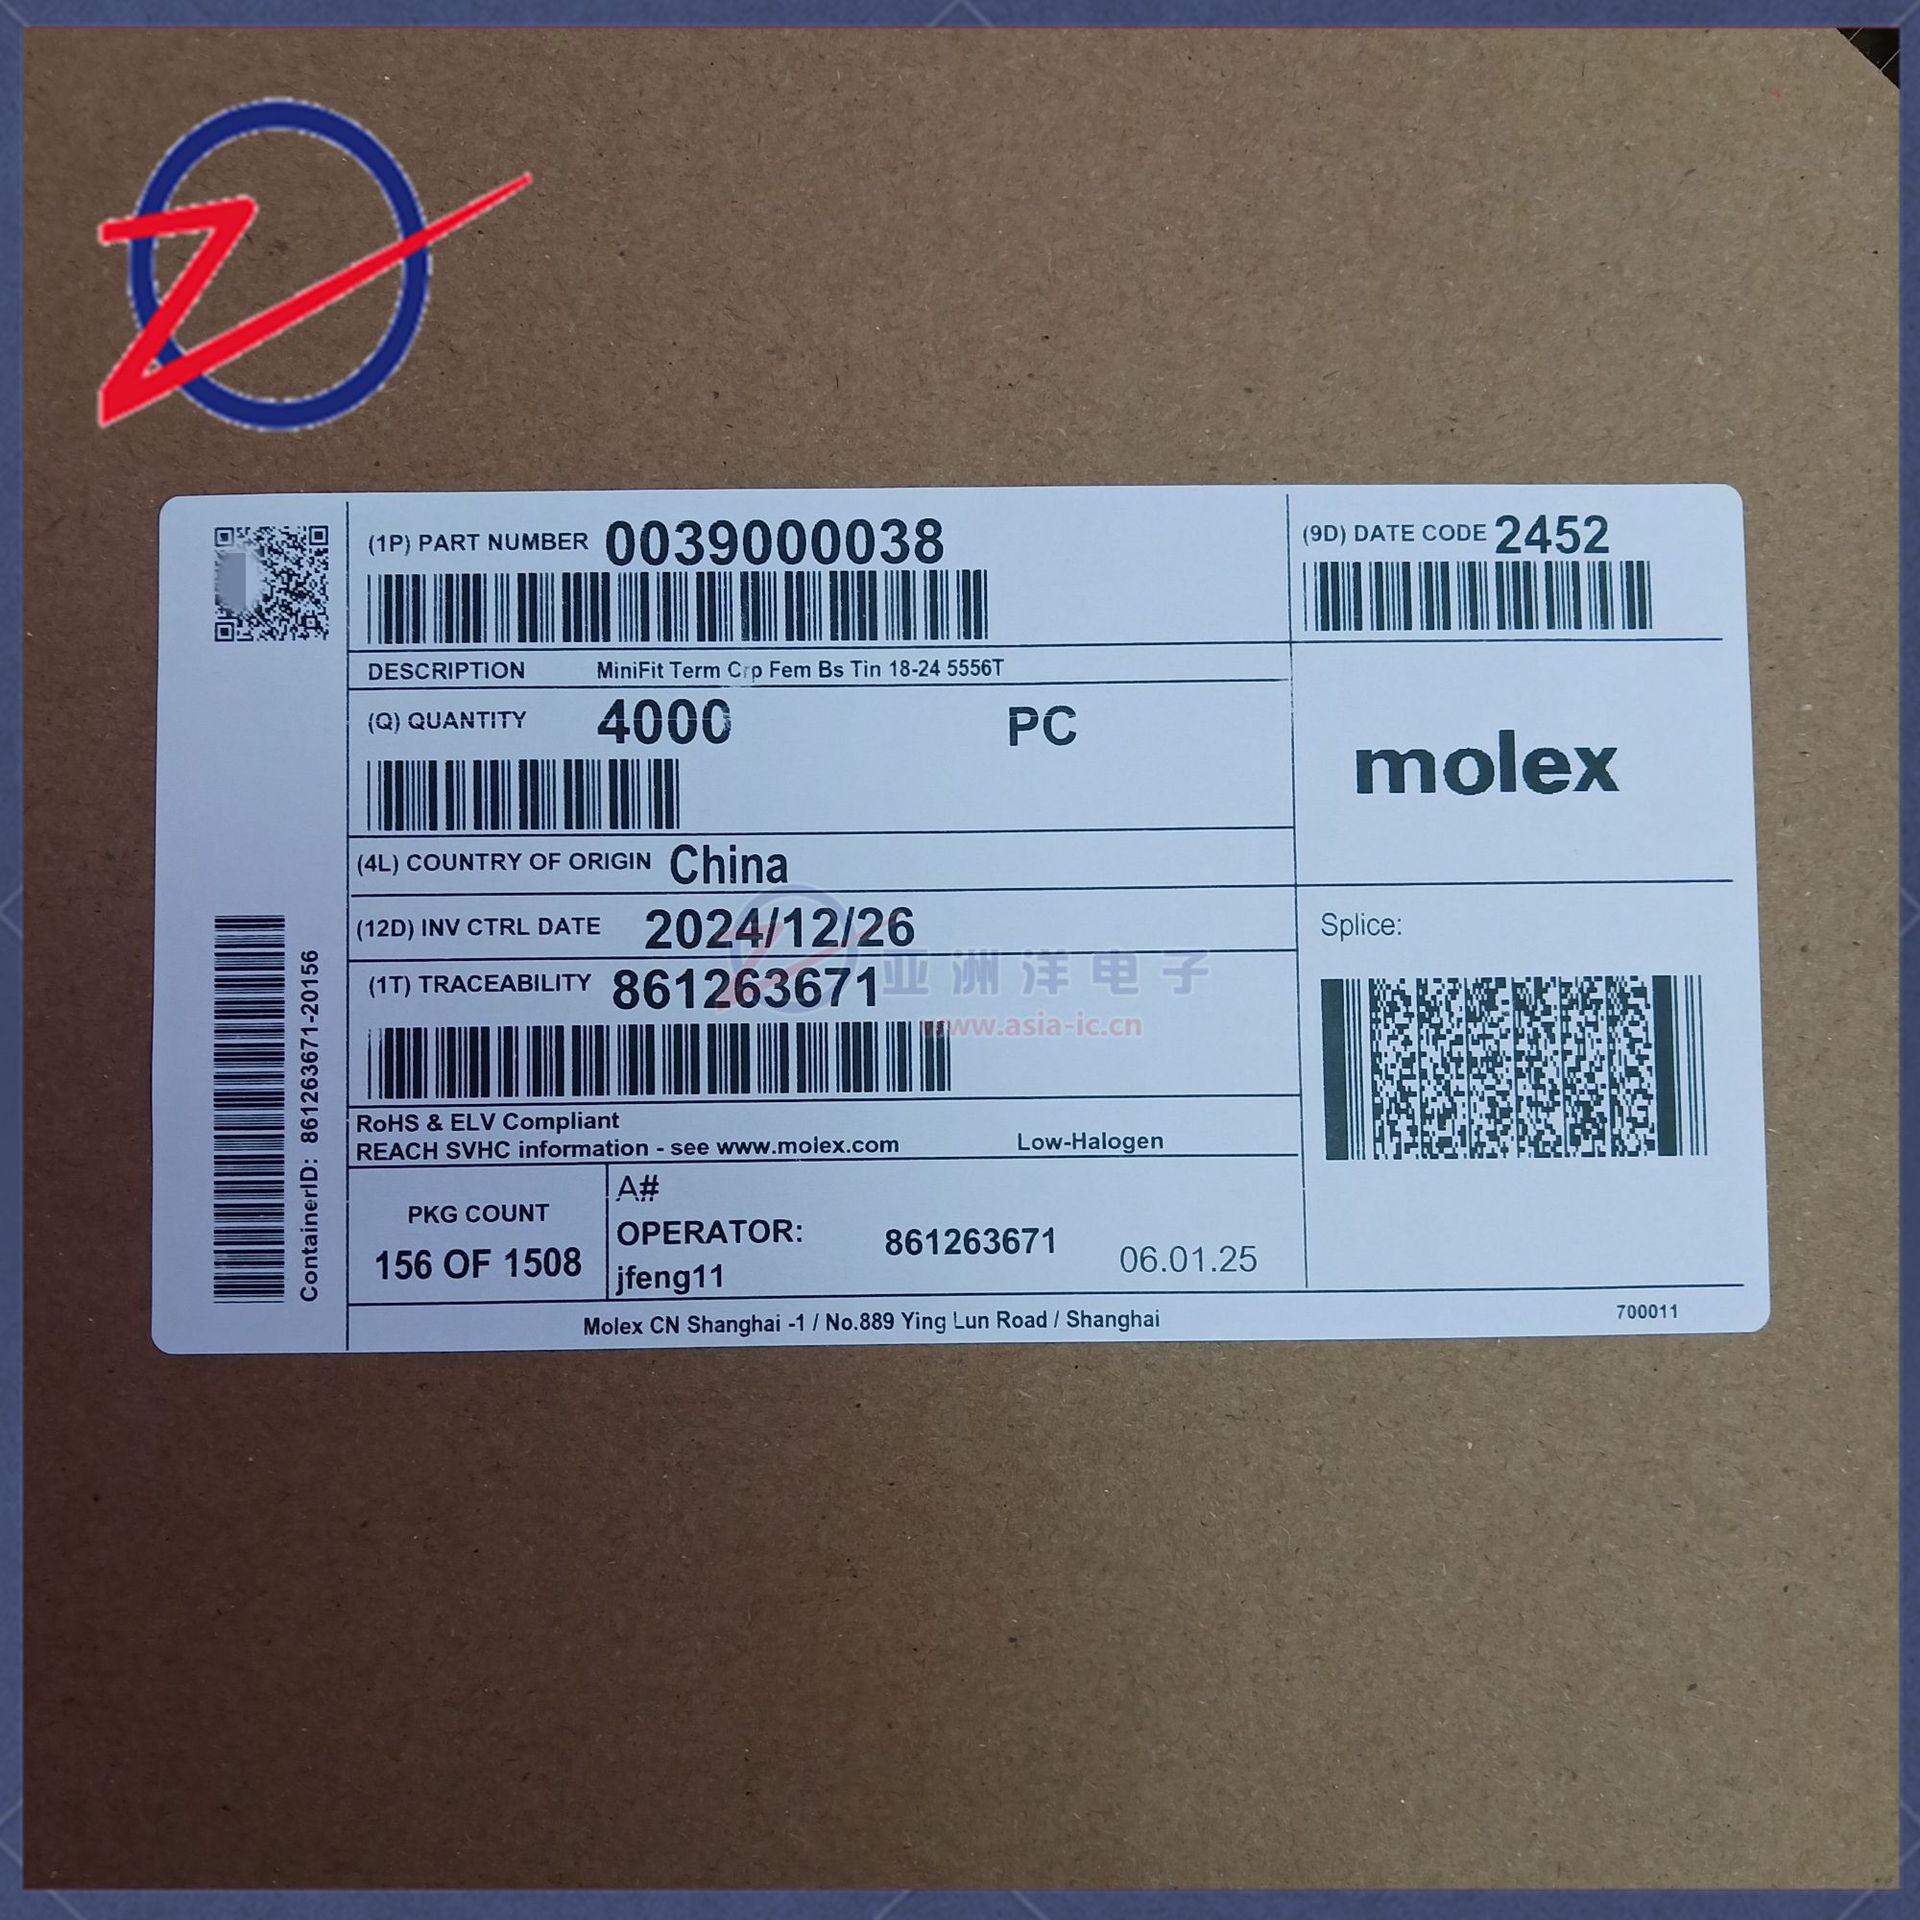 (1P) PART NUMBER 0039000038
(9D) DATE CODE 2452
DESCRIPTION MiniFit Term Crp Fem Bs Tin 18-24 5556T
(Q) QUANTITY 4000 PC
molex
(4L) COUNTRY OF ORIGIN China
(12D) INV CTRL DATE 2024/12/26
Splice:
(1T) TRACEABILITY 861263671
亚洲洋电子
www.asia-ic.cn
ContainerID: 861263671-20156
RoHS & ELV Compliant
REACH SVHC information - see www.molex.com Low-Halogen
PKG COUNT
156 OF 1508
A#
OPERATOR: 861263671 06.01.25
jfeng11
Molex CN Shanghai -1 / No.889 Ying Lun Road / Shanghai
700011